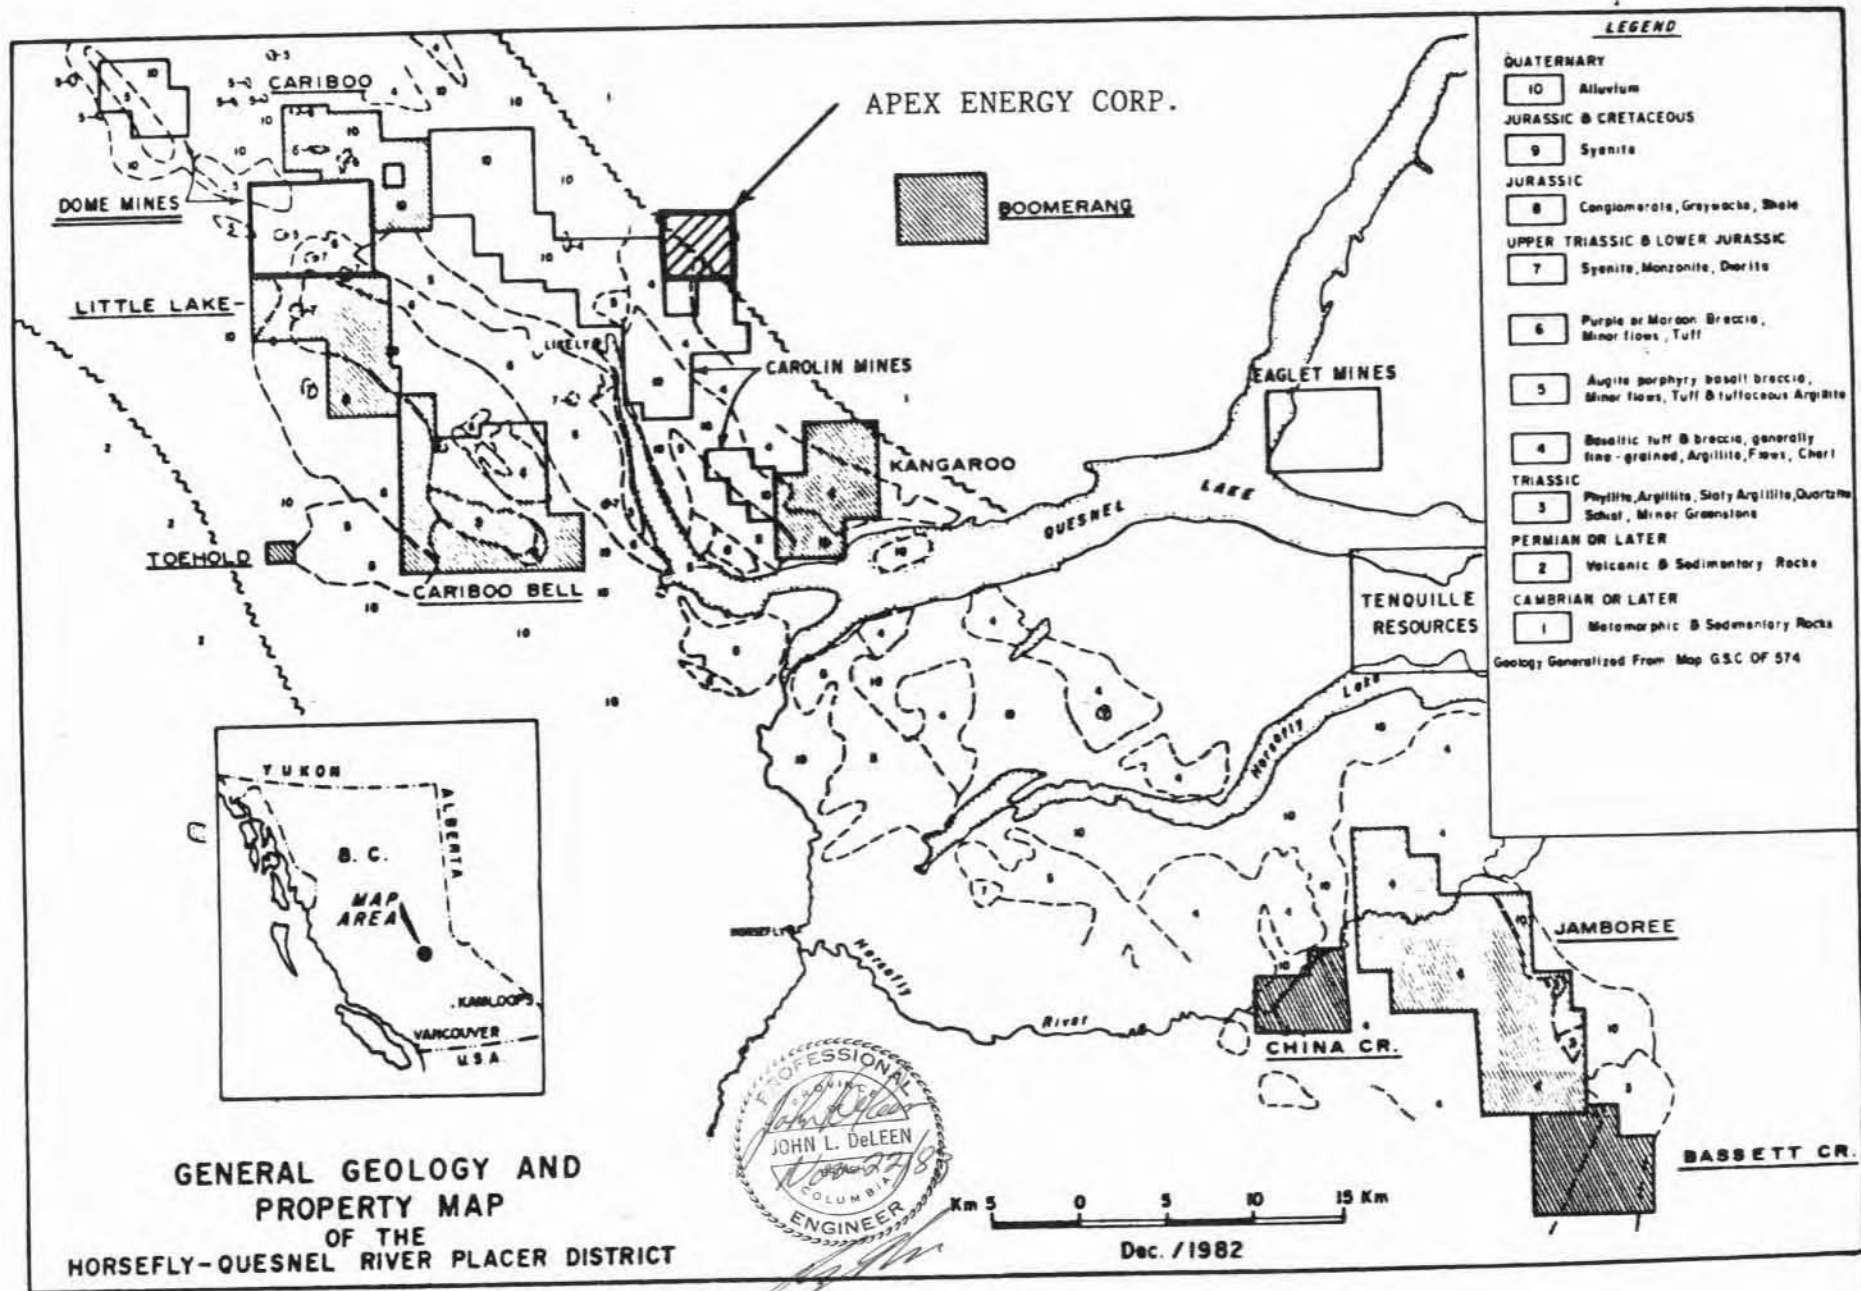 CARIBOO
APEX ENERGY CORP.
DOME MINES
BOOMERANG
LITTLE LAKE
LIKELY
CAROLIN MINES
EAGLET MINES
KANGAROO
QUESNEL LAKE
TOEHOLD
CARIBOO BELL
TENQUILLE
RESOURCES
Horsefly Lake
HORSEFLY
Horsefly River
JAMBOREE
CHINA CR.
BASSETT CR.
LEGEND
QUATERNARY
10 Alluvium
JURASSIC & CRETACEOUS
9 Syenite
JURASSIC
8 Conglomerate, Graywacke, Shale
UPPER TRIASSIC & LOWER JURASSIC
7 Syenite, Monzonite, Diorite
6 Purple or Maroon Breccia,
Minor flows, Tuff
5 Augite porphyry basalt breccia,
Minor flows, Tuff & tuffaceous Argillite
4 Basaltic tuff & breccia, generally
fine-grained, Argillite, Flows, Chert
TRIASSIC
3 Phyllite, Argillite, Slaty Argillite, Quartzite
Schist, Minor Greenstone
PERMIAN OR LATER
2 Volcanic & Sedimentary Rocks
CAMBRIAN OR LATER
1 Metamorphic & Sedimentary Rocks
Geology Generalized From Map G.S.C OF 574
YUKON
ALBERTA
B. C.
MAP
AREA
KAMLOOPS
VANCOUVER
U.S.A.
GENERAL GEOLOGY AND
PROPERTY MAP
OF THE
HORSEFLY-QUESNEL RIVER PLACER DISTRICT
PROFESSIONAL
PROVINCE
OF
John DeLeen
JOHN L. DeLEEN
COLUMBIA
ENGINEER
Km 5 0 5 10 15 Km
Dec. / 1982